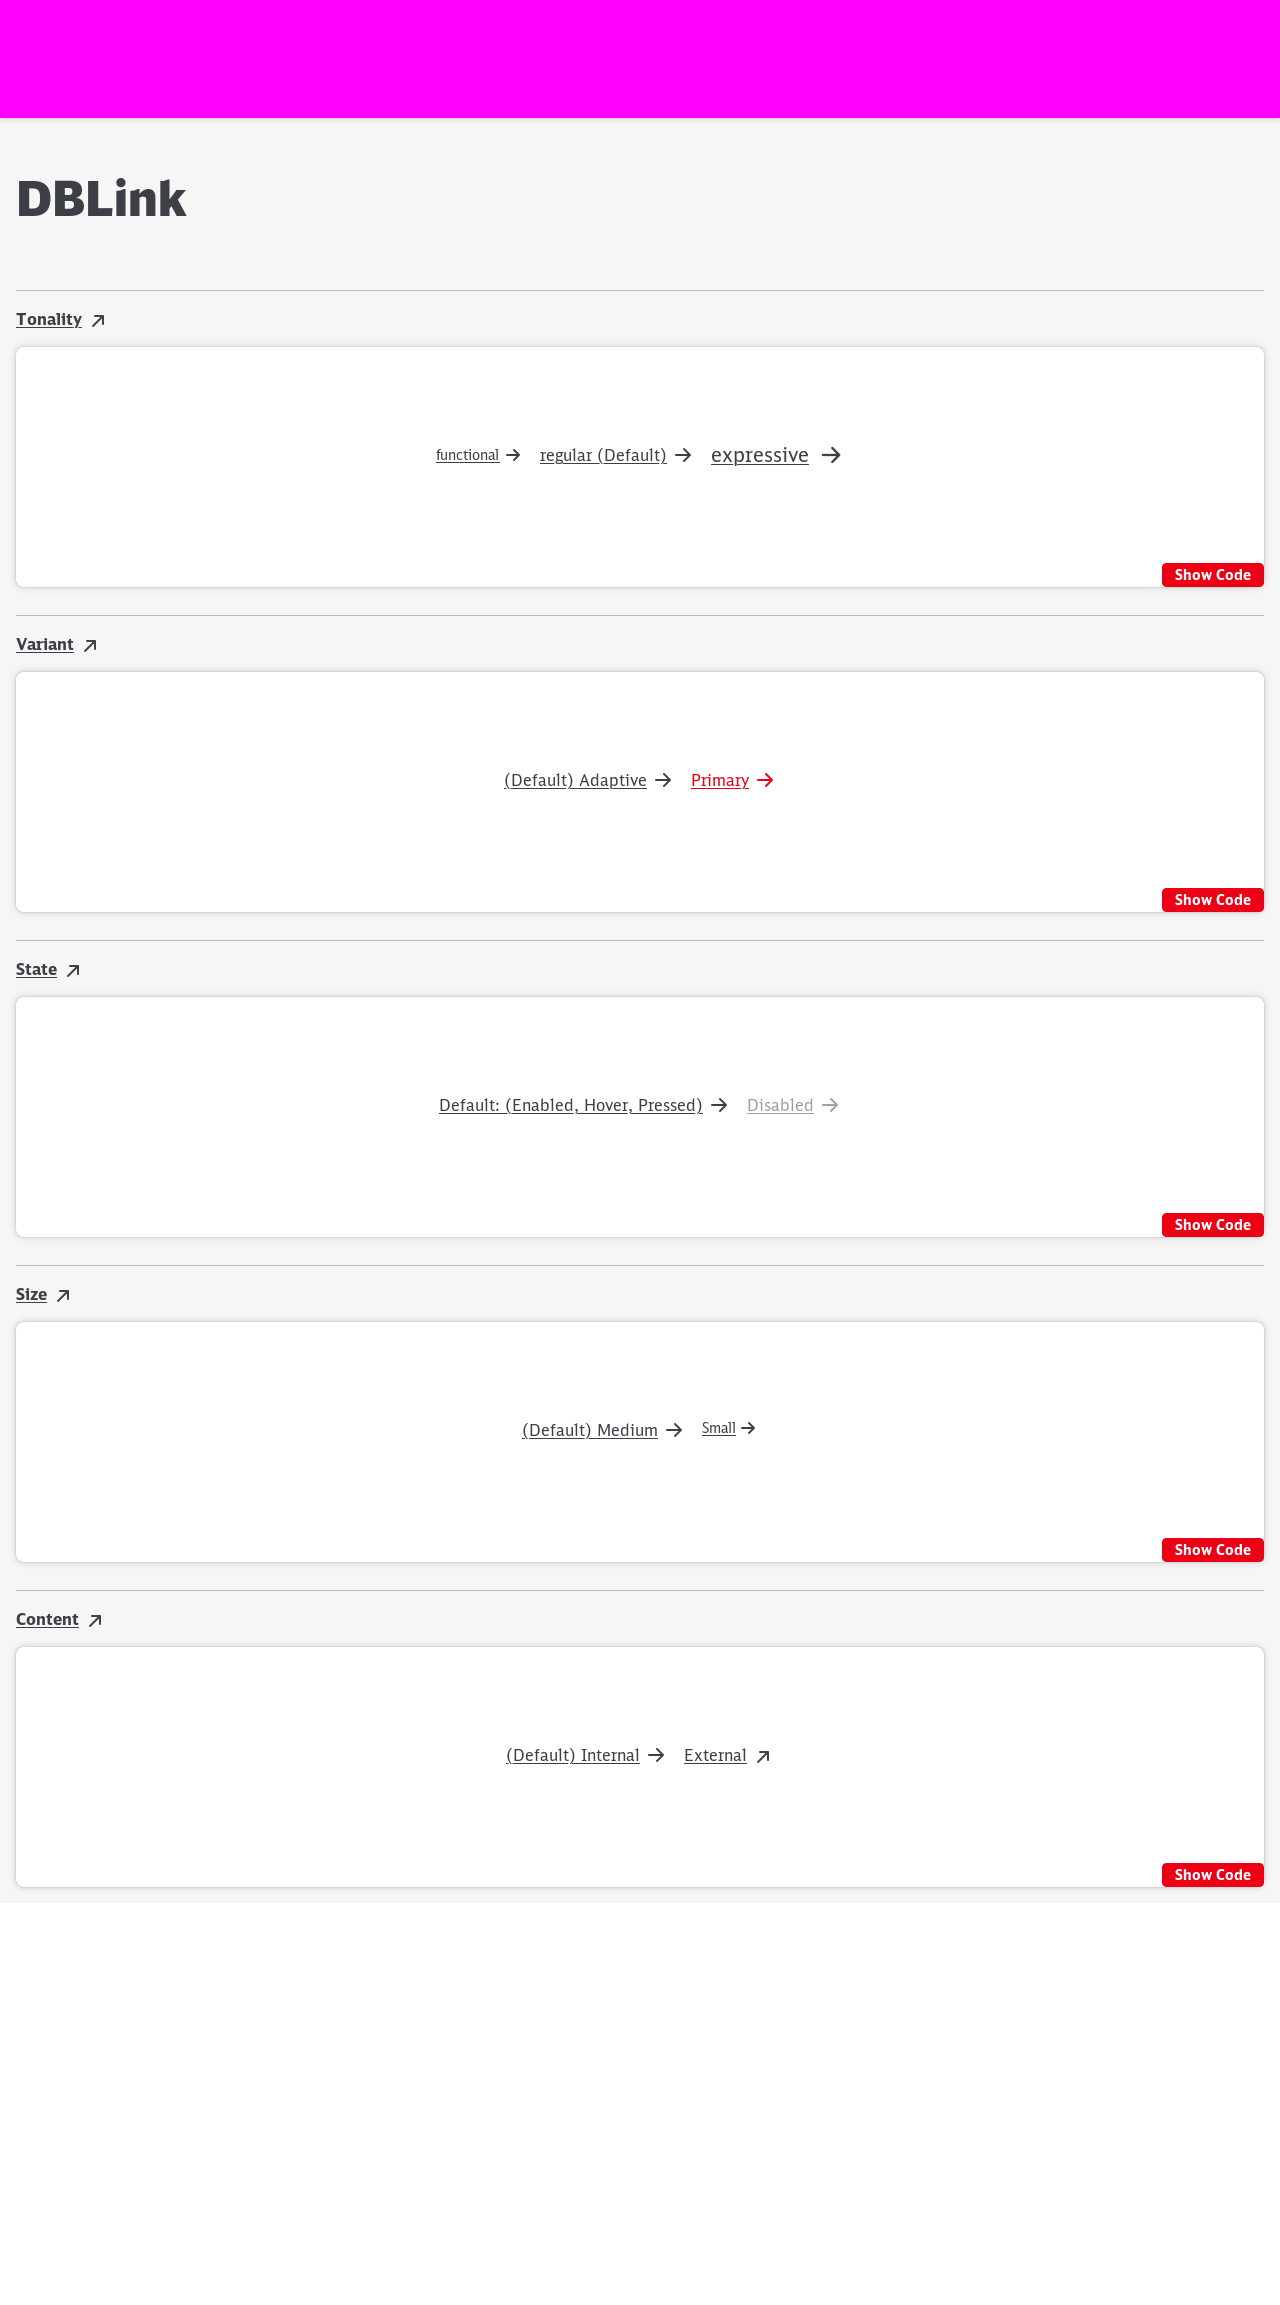 DBLink
Tonality
functional regular (Default) expressive
Show Code
Variant
(Default) Adaptive Primary
Show Code
State
Default: (Enabled, Hover, Pressed) Disabled
Show Code
Size
(Default) Medium Small
Show Code
Content
(Default) Internal External
Show Code